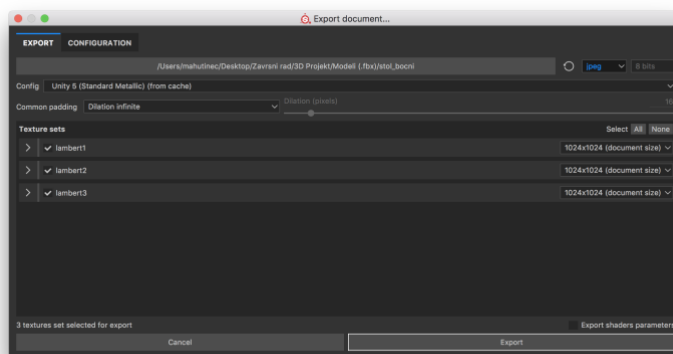 Export document...
EXPORT CONFIGURATION
/Users/mahutinec/Desktop/Zavrsni rad/3D Projekt/Modeli (.fbx)/stol_bocni jpeg 8 bits
Config Unity 5 (Standard Metallic) (from cache)
Common padding Dilation infinite Dilation (pixels) 16
Texture sets Select All None
lambert1 1024x1024 (document size)
lambert2 1024x1024 (document size)
lambert3 1024x1024 (document size)
3 textures set selected for export Export shaders parameters
Cancel Export